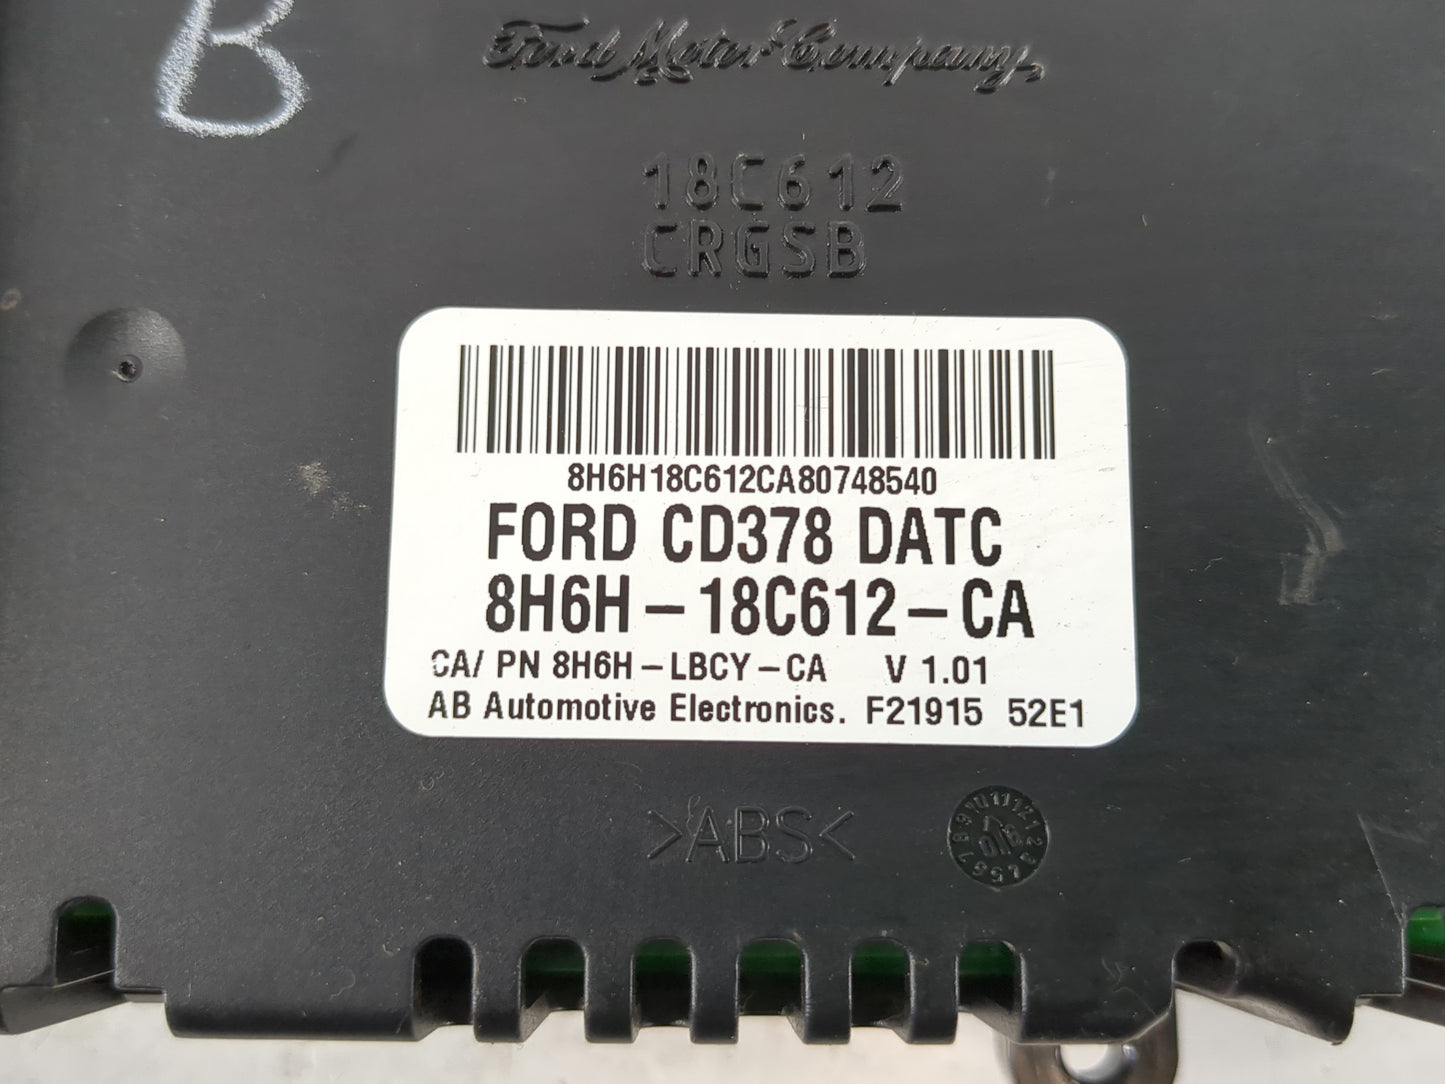 B
Ford Motor Company
18C612
CRGSB
8H6H18C612CA80748540
FORD CD378 DATC
8H6H-18C612-CA
CA/ PN 8H6H-LBCY-CA V 1.01
AB Automotive Electronics. F21915 52E1
>ABS<